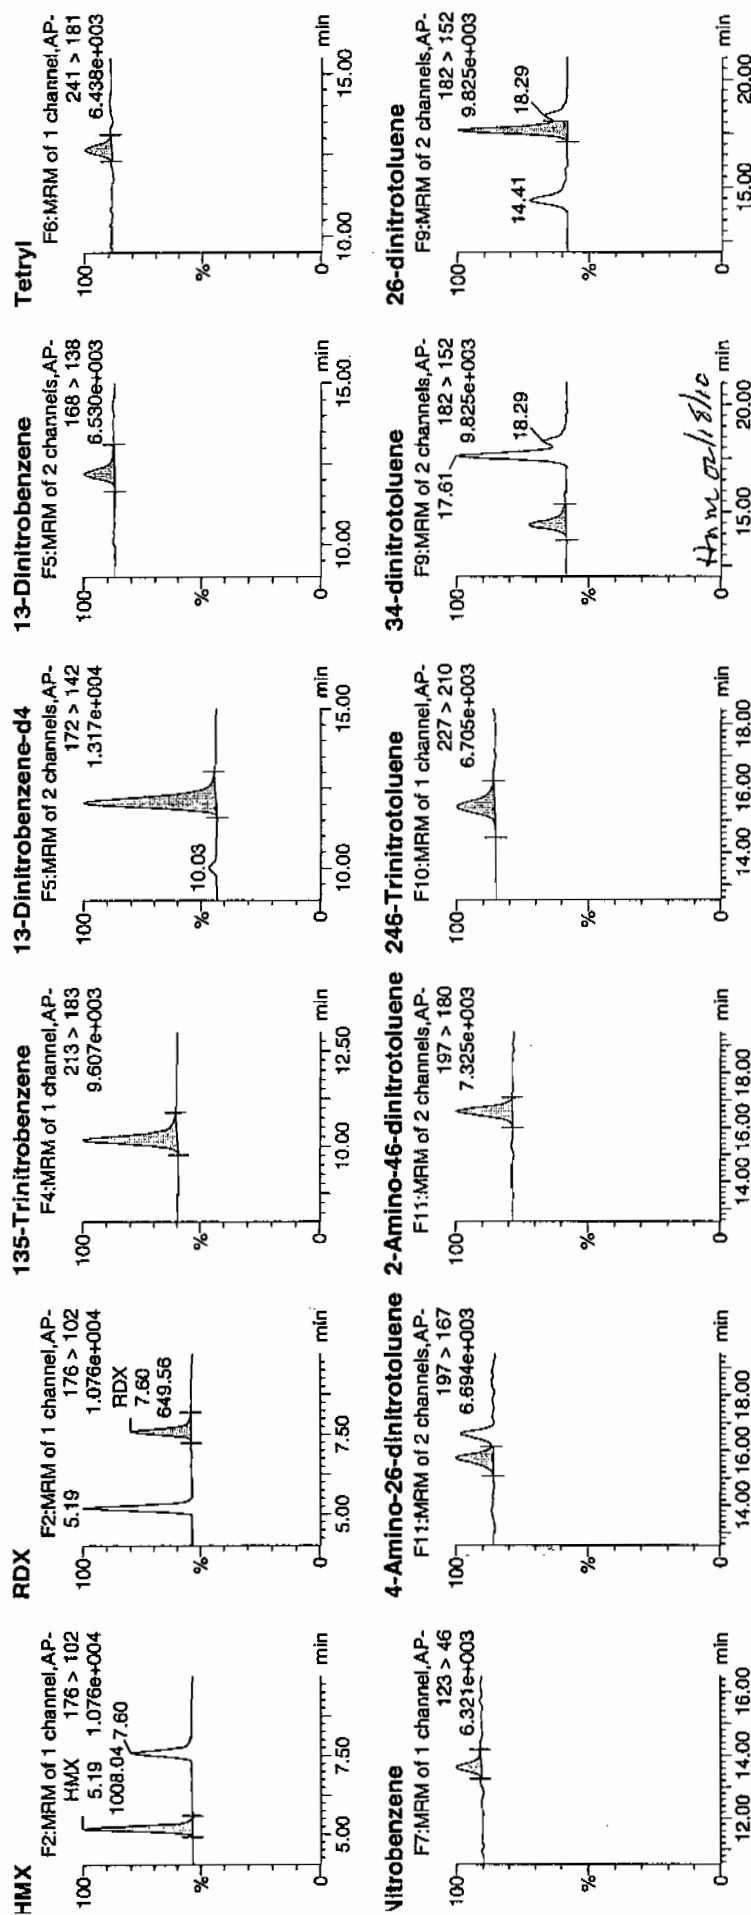 HMX
F2:MRM of 1 channel,AP-
176 > 102
1.076e+004
HMX
5.19
1008.04
7.60
100
%
0
5.00
7.50
min
RDX
F2:MRM of 1 channel,AP-
176 > 102
1.076e+004
5.19
RDX
7.60
649.56
100
%
0
5.00
7.50
min
135-Trinitrobenzene
F4:MRM of 1 channel,AP-
213 > 183
9.607e+003
100
%
0
10.00
12.50
min
13-Dinitrobenzene-d4
F5:MRM of 2 channels,AP-
172 > 142
1.317e+004
10.03
100
%
0
10.00
15.00
min
13-Dinitrobenzene
F5:MRM of 2 channels,AP-
168 > 138
6.530e+003
100
%
0
10.00
15.00
min
Tetryl
F6:MRM of 1 channel,AP-
241 > 181
6.438e+003
100
%
0
10.00
15.00
min
Nitrobenzene
F7:MRM of 1 channel,AP-
123 > 46
6.321e+003
100
%
0
12.00
14.00
16.00
min
4-Amino-26-dinitrotoluene
F11:MRM of 2 channels,AP-
197 > 167
6.694e+003
100
%
0
14.00
16.00
18.00
min
2-Amino-46-dinitrotoluene
F11:MRM of 2 channels,AP-
197 > 180
7.325e+003
100
%
0
14.00
16.00
18.00
min
246-Trinitrotoluene
F10:MRM of 1 channel,AP-
227 > 210
6.705e+003
100
%
0
14.00
16.00
18.00
min
34-dinitrotoluene
F9:MRM of 2 channels,AP-
182 > 152
9.825e+003
17.61
18.29
100
%
0
15.00
20.00
min
02/18/10
26-dinitrotoluene
F9:MRM of 2 channels,AP-
182 > 152
9.825e+003
14.41
18.29
100
%
0
15.00
20.00
min